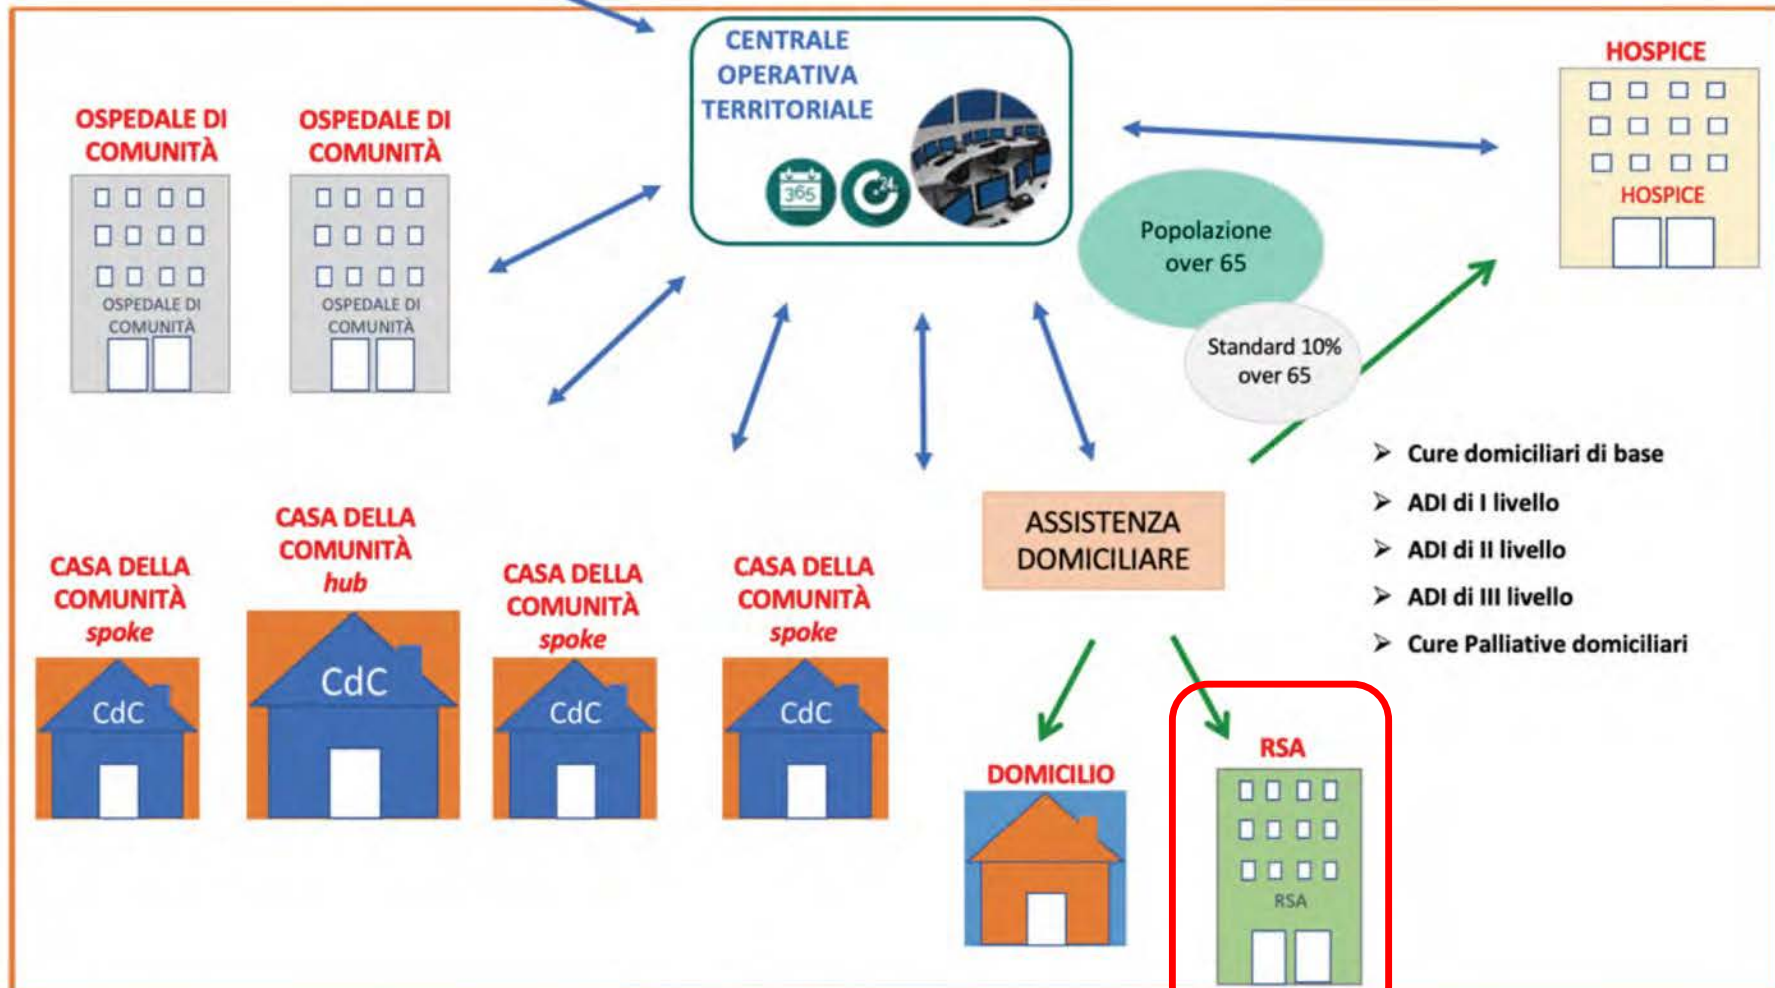 CENTRALE
OPERATIVA
TERRITORIALE
365
24
HOSPICE
HOSPICE
OSPEDALE DI
COMUNITÀ
OSPEDALE DI
COMUNITÀ
OSPEDALE DI
COMUNITÀ
OSPEDALE DI
COMUNITÀ
Popolazione
over 65
Standard 10%
over 65
ASSISTENZA
DOMICILIARE
➢ Cure domiciliari di base
➢ ADI di I livello
➢ ADI di II livello
➢ ADI di III livello
➢ Cure Palliative domiciliari
CASA DELLA
COMUNITÀ
spoke
CdC
CASA DELLA
COMUNITÀ
hub
CdC
CASA DELLA
COMUNITÀ
spoke
CdC
CASA DELLA
COMUNITÀ
spoke
CdC
DOMICILIO
RSA
RSA